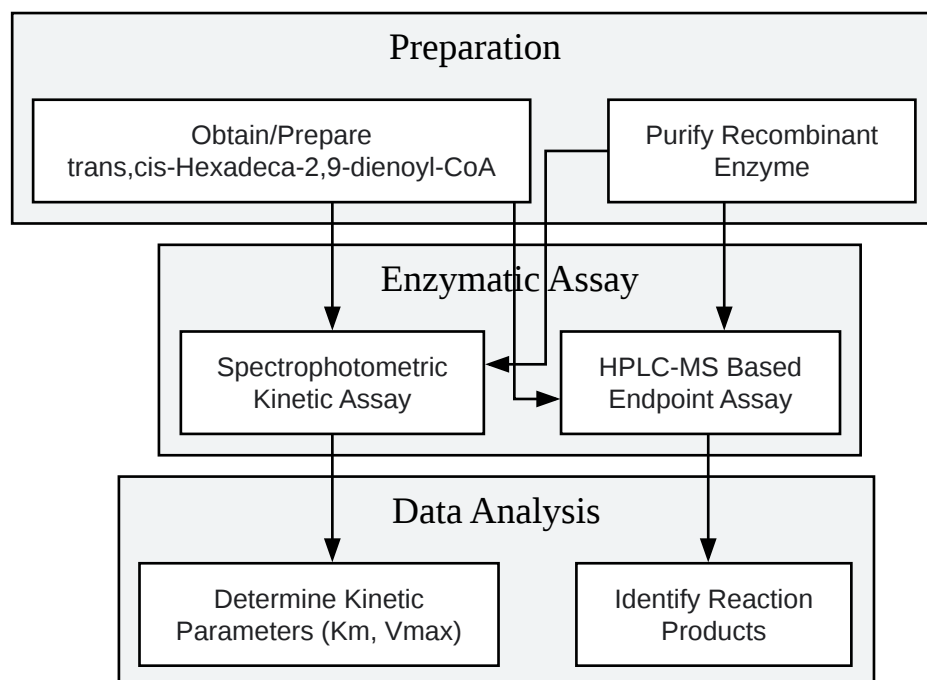 Preparation
Obtain/Prepare
trans,cis-Hexadeca-2,9-dienoyl-CoA
Purify Recombinant
Enzyme
Enzymatic Assay
Spectrophotometric
Kinetic Assay
HPLC-MS Based
Endpoint Assay
Data Analysis
Determine Kinetic
Parameters (Km, Vmax)
Identify Reaction
Products